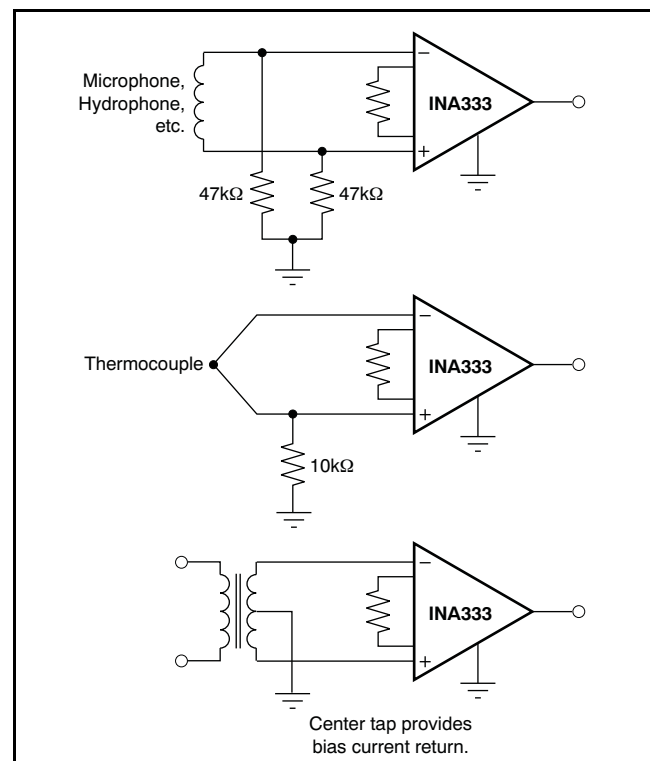 Microphone,
Hydrophone,
etc.
−
INA333
+
47kΩ
47kΩ
Thermocouple
−
INA333
+
10kΩ
−
INA333
+
Center tap provides
bias current return.